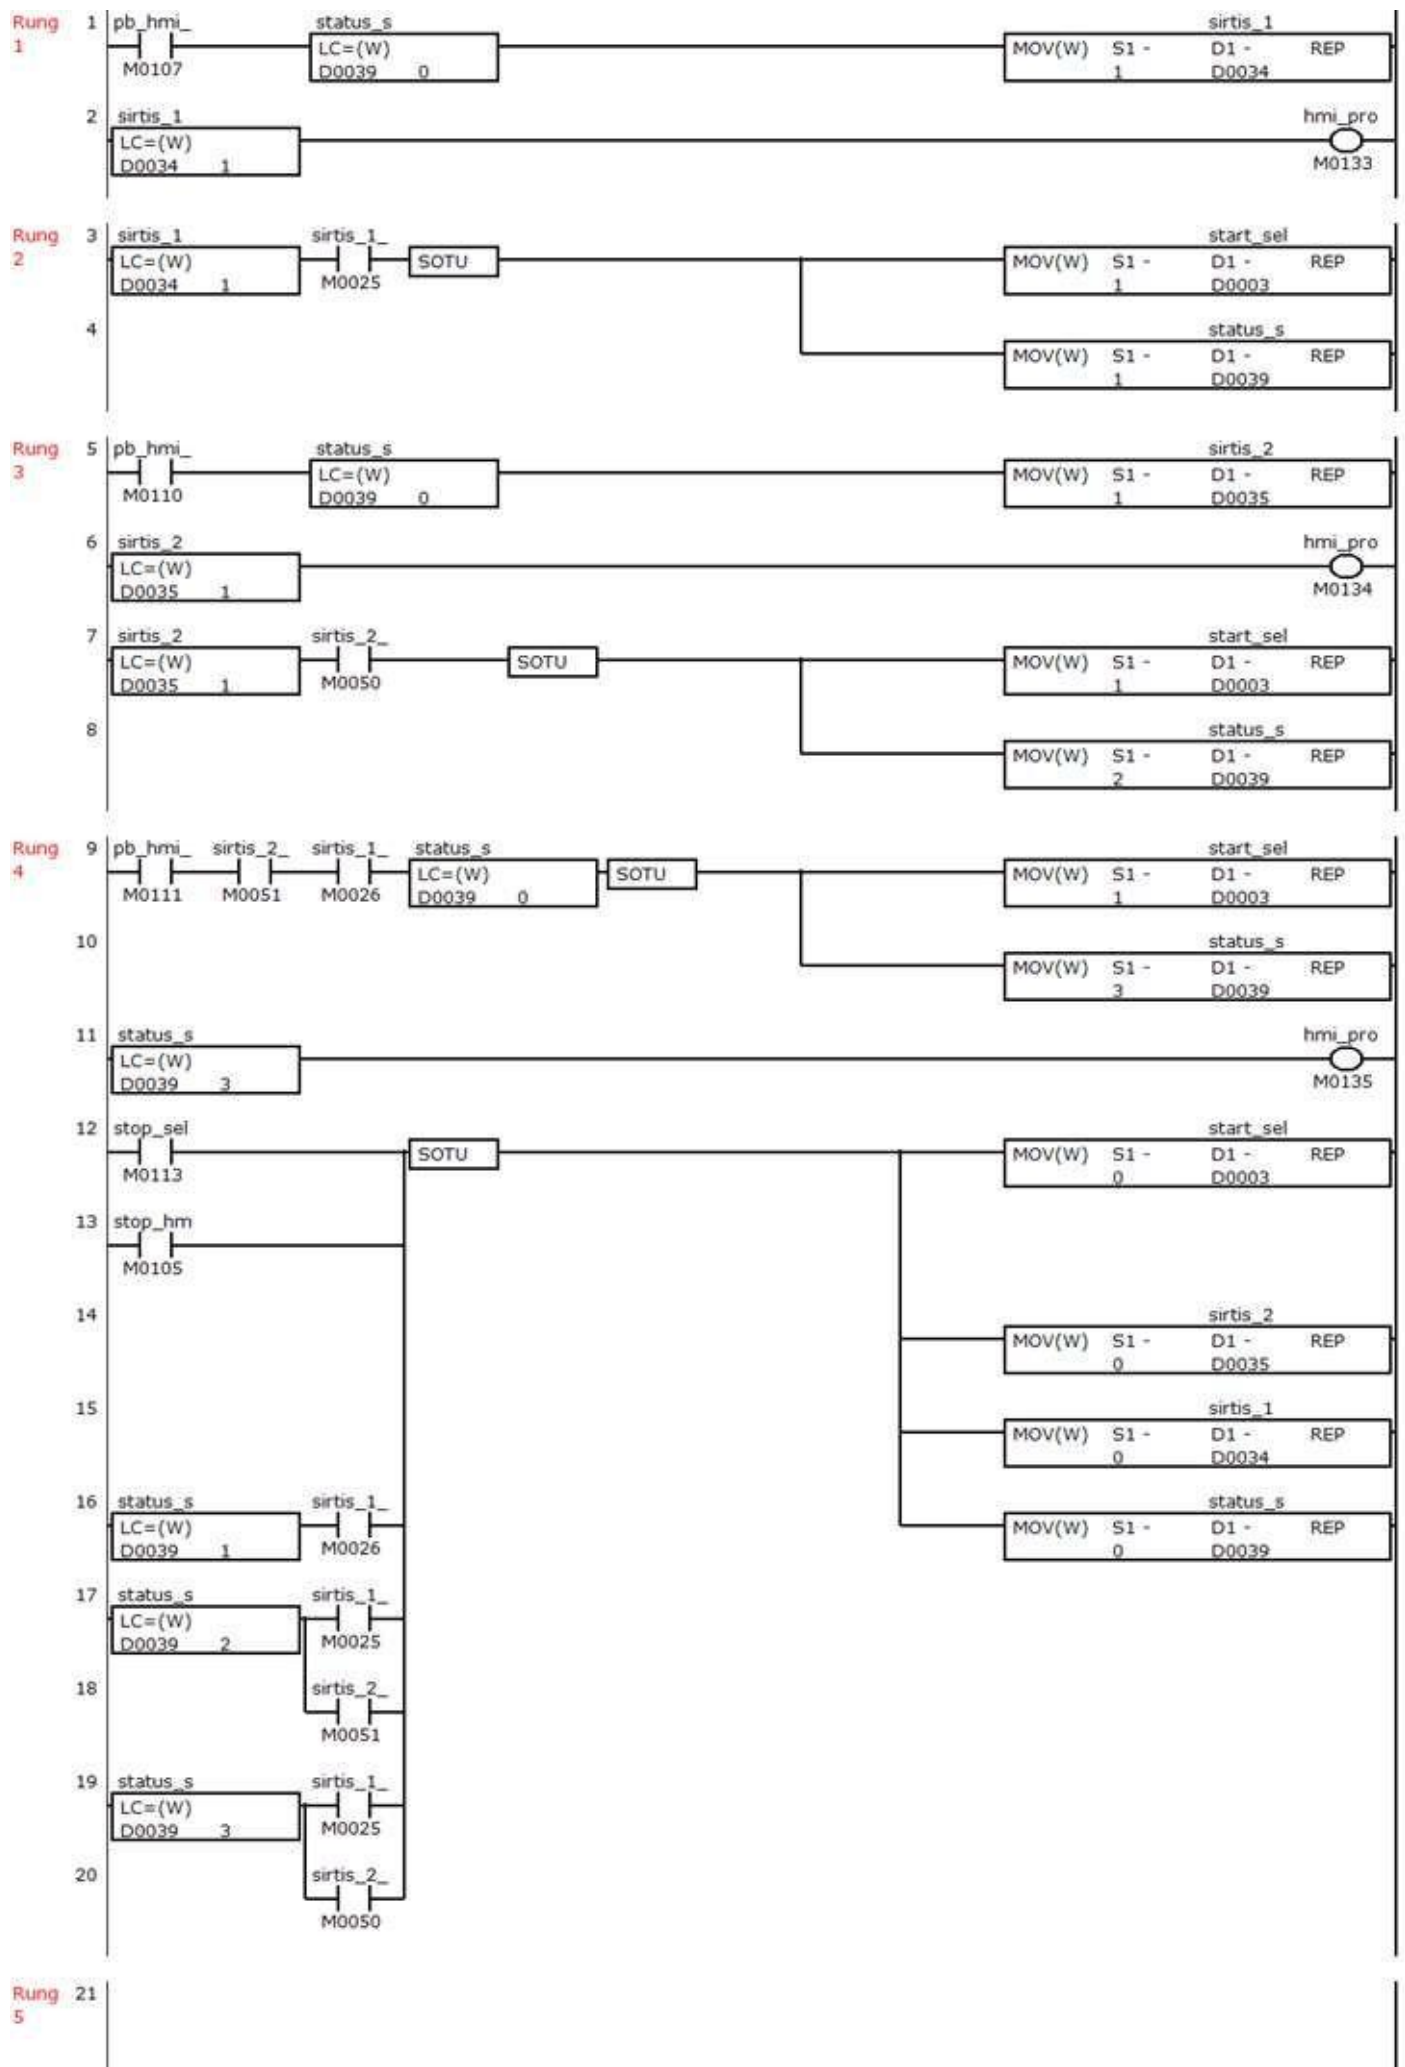 Rung 1 pb_hmi_ status_s sirtis_1
1 LC=(W) MOV(W) S1 - D1 - REP
M0107 D0039 0 1 D0034
2 sirtis_1 hmi_pro
LC=(W)
D0034 1 M0133
Rung 3 sirtis_1 sirtis_1_ start_sel
2 LC=(W) SOTU MOV(W) S1 - D1 - REP
D0034 1 M0025 1 D0003
4 status_s
MOV(W) S1 - D1 - REP
1 D0039
Rung 5 pb_hmi_ status_s sirtis_2
3 LC=(W) MOV(W) S1 - D1 - REP
M0110 D0039 0 1 D0035
6 sirtis_2 hmi_pro
LC=(W)
D0035 1 M0134
7 sirtis_2 sirtis_2_ start_sel
LC=(W) SOTU MOV(W) S1 - D1 - REP
D0035 1 M0050 1 D0003
8 status_s
MOV(W) S1 - D1 - REP
2 D0039
Rung 9 pb_hmi_ sirtis_2_ sirtis_1_ status_s start_sel
4 LC=(W) SOTU MOV(W) S1 - D1 - REP
M0111 M0051 M0026 D0039 0 1 D0003
10 status_s
MOV(W) S1 - D1 - REP
3 D0039
11 status_s hmi_pro
LC=(W)
D0039 3 M0135
12 stop_sel start_sel
SOTU MOV(W) S1 - D1 - REP
M0113 0 D0003
13 stop_hm
M0105
14 sirtis_2
MOV(W) S1 - D1 - REP
0 D0035
15 sirtis_1
MOV(W) S1 - D1 - REP
0 D0034
16 status_s sirtis_1_ status_s
LC=(W) MOV(W) S1 - D1 - REP
D0039 1 M0026 0 D0039
17 status_s sirtis_1_
LC=(W)
D0039 2 M0025
18 sirtis_2_
M0051
19 status_s sirtis_1_
LC=(W)
D0039 3 M0025
20 sirtis_2_
M0050
Rung 21
5